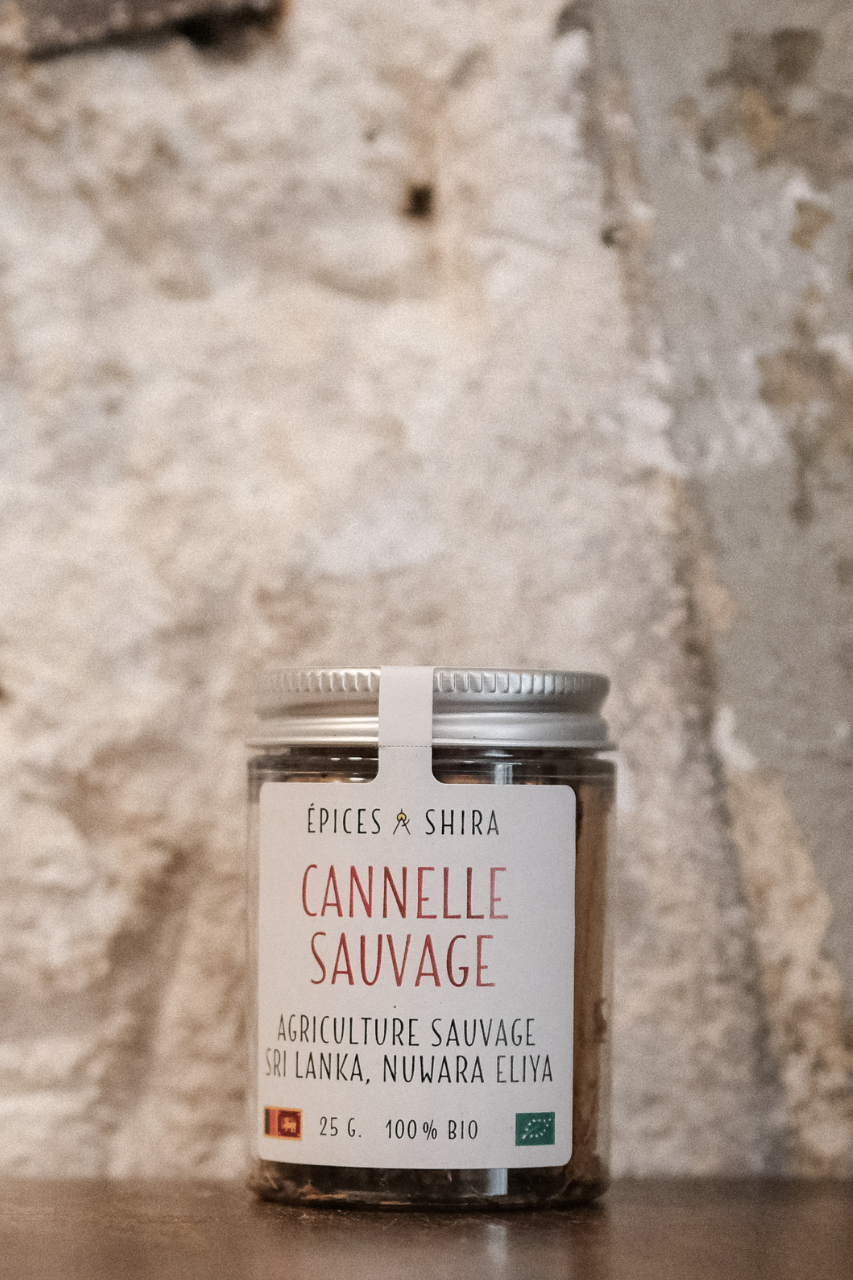 ÉPICES SHIRA
CANNELLE
SAUVAGE
AGRICULTURE SAUVAGE
SRI LANKA, NUWARA ELIYA
25 G. 100% BIO